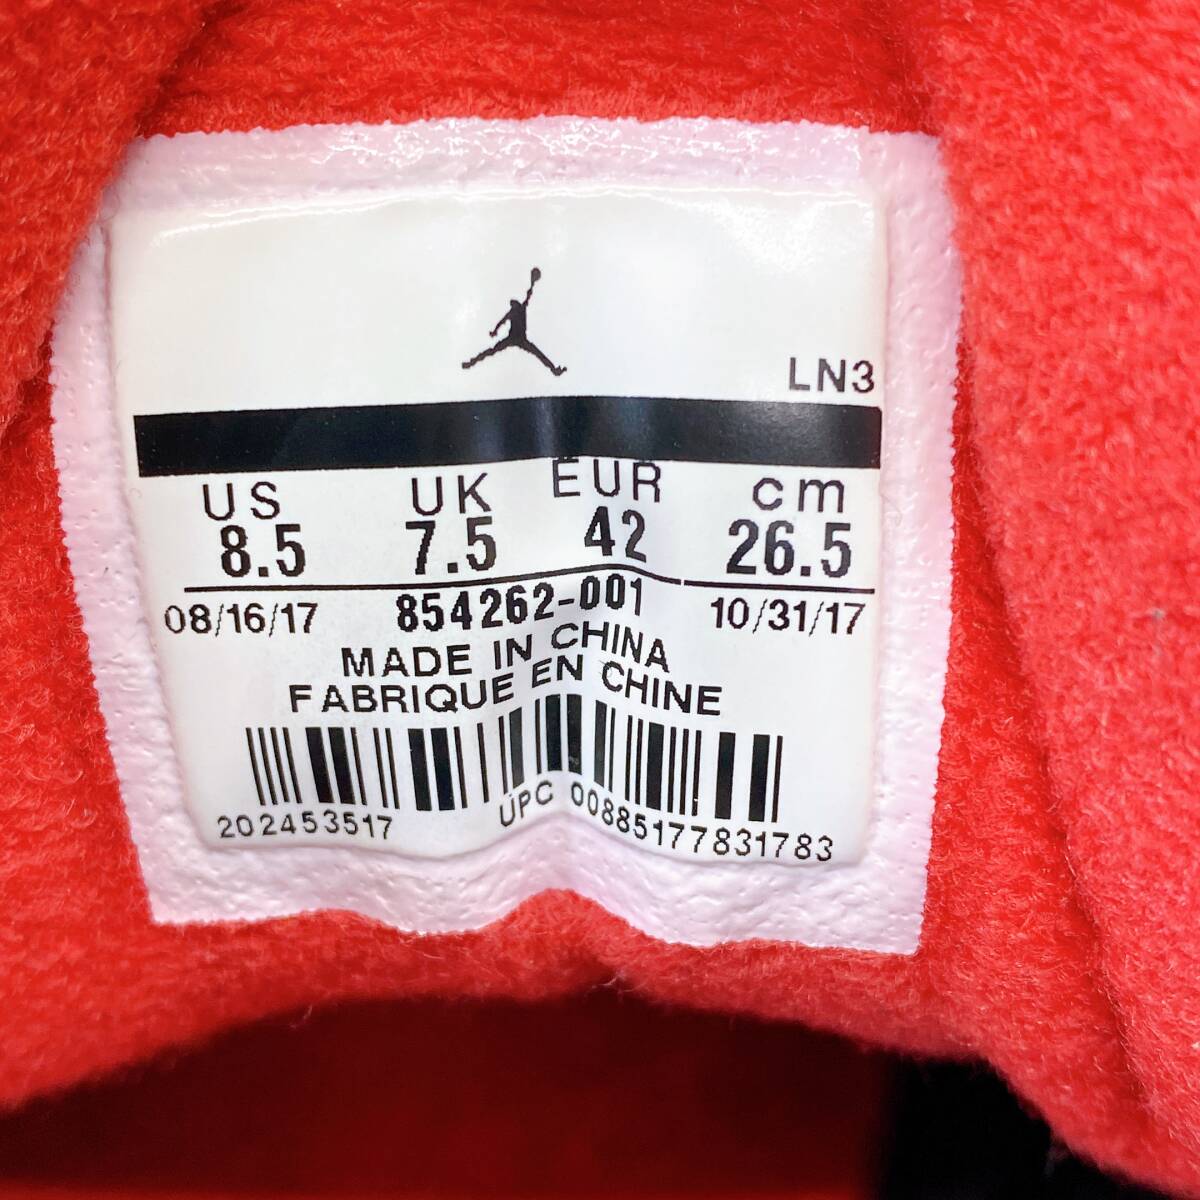 LN3
US UK EUR cm
8.5 7.5 42 26.5
08/16/17 854262-001 10/31/17
MADE IN CHINA
FABRIQUE EN CHINE
202453517 UPC 00885177831783